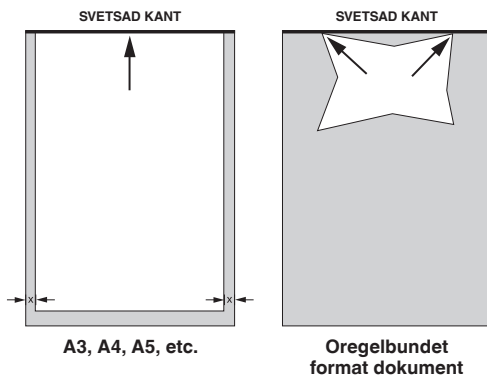 SVETSAD KANT
x
x
A3, A4, A5, etc.
SVETSAD KANT
Oregelbundet
format dokument